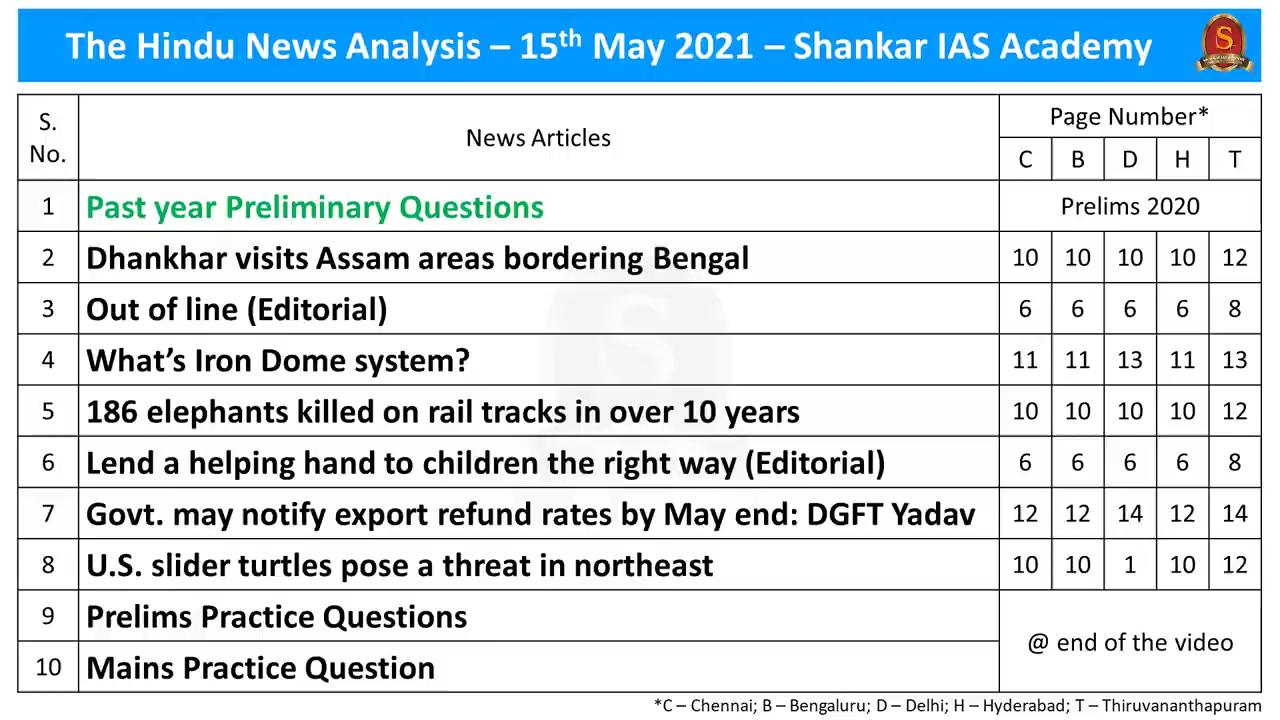 The Hindu News Analysis – 15th May 2021 – Shankar IAS Academy
S. No. News Articles Page Number*
C B D H T
1 Past year Preliminary Questions Prelims 2020
2 Dhankhar visits Assam areas bordering Bengal 10 10 10 10 12
3 Out of line (Editorial) 6 6 6 6 8
4 What’s Iron Dome system? 11 11 13 11 13
5 186 elephants killed on rail tracks in over 10 years 10 10 10 10 12
6 Lend a helping hand to children the right way (Editorial) 6 6 6 6 8
7 Govt. may notify export refund rates by May end: DGFT Yadav 12 12 14 12 14
8 U.S. slider turtles pose a threat in northeast 10 10 1 10 12
9 Prelims Practice Questions @ end of the video
10 Mains Practice Question
*C – Chennai; B – Bengaluru; D – Delhi; H – Hyderabad; T – Thiruvananthapuram